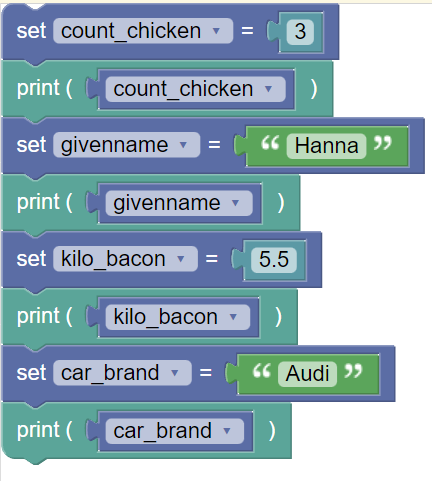 set count_chicken = 3
print ( count_chicken )
set givenname = “ Hanna ”
print ( givenname )
set kilo_bacon = 5.5
print ( kilo_bacon )
set car_brand = “ Audi ”
print ( car_brand )